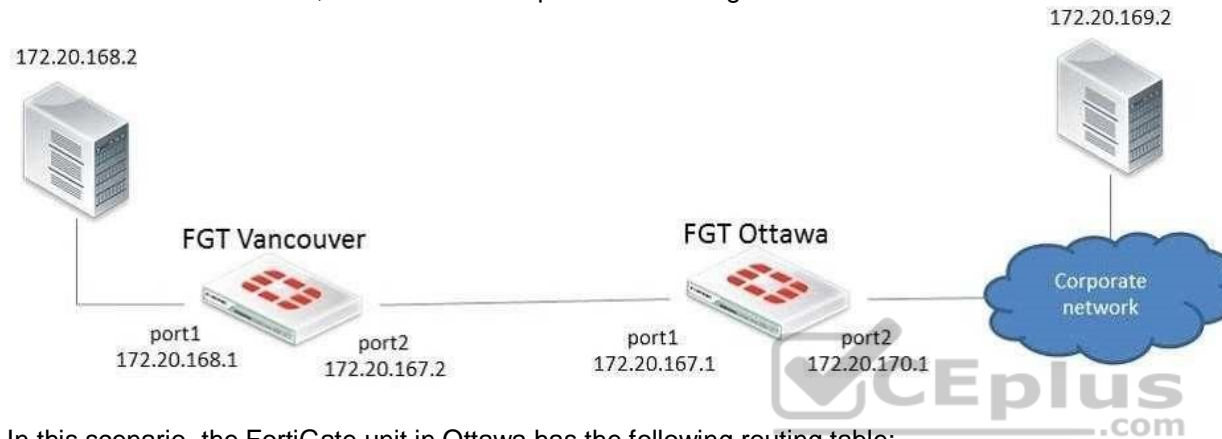 172.20.169.2
172.20.168.2
FGT Vancouver
FGT Ottawa
Corporate
network
port1
172.20.168.1
port2
172.20.167.2
port1
172.20.167.1
port2
172.20.170.1
CEplus
.com
In this scenario, the FortiGate unit in Ottawa has the following routing table: